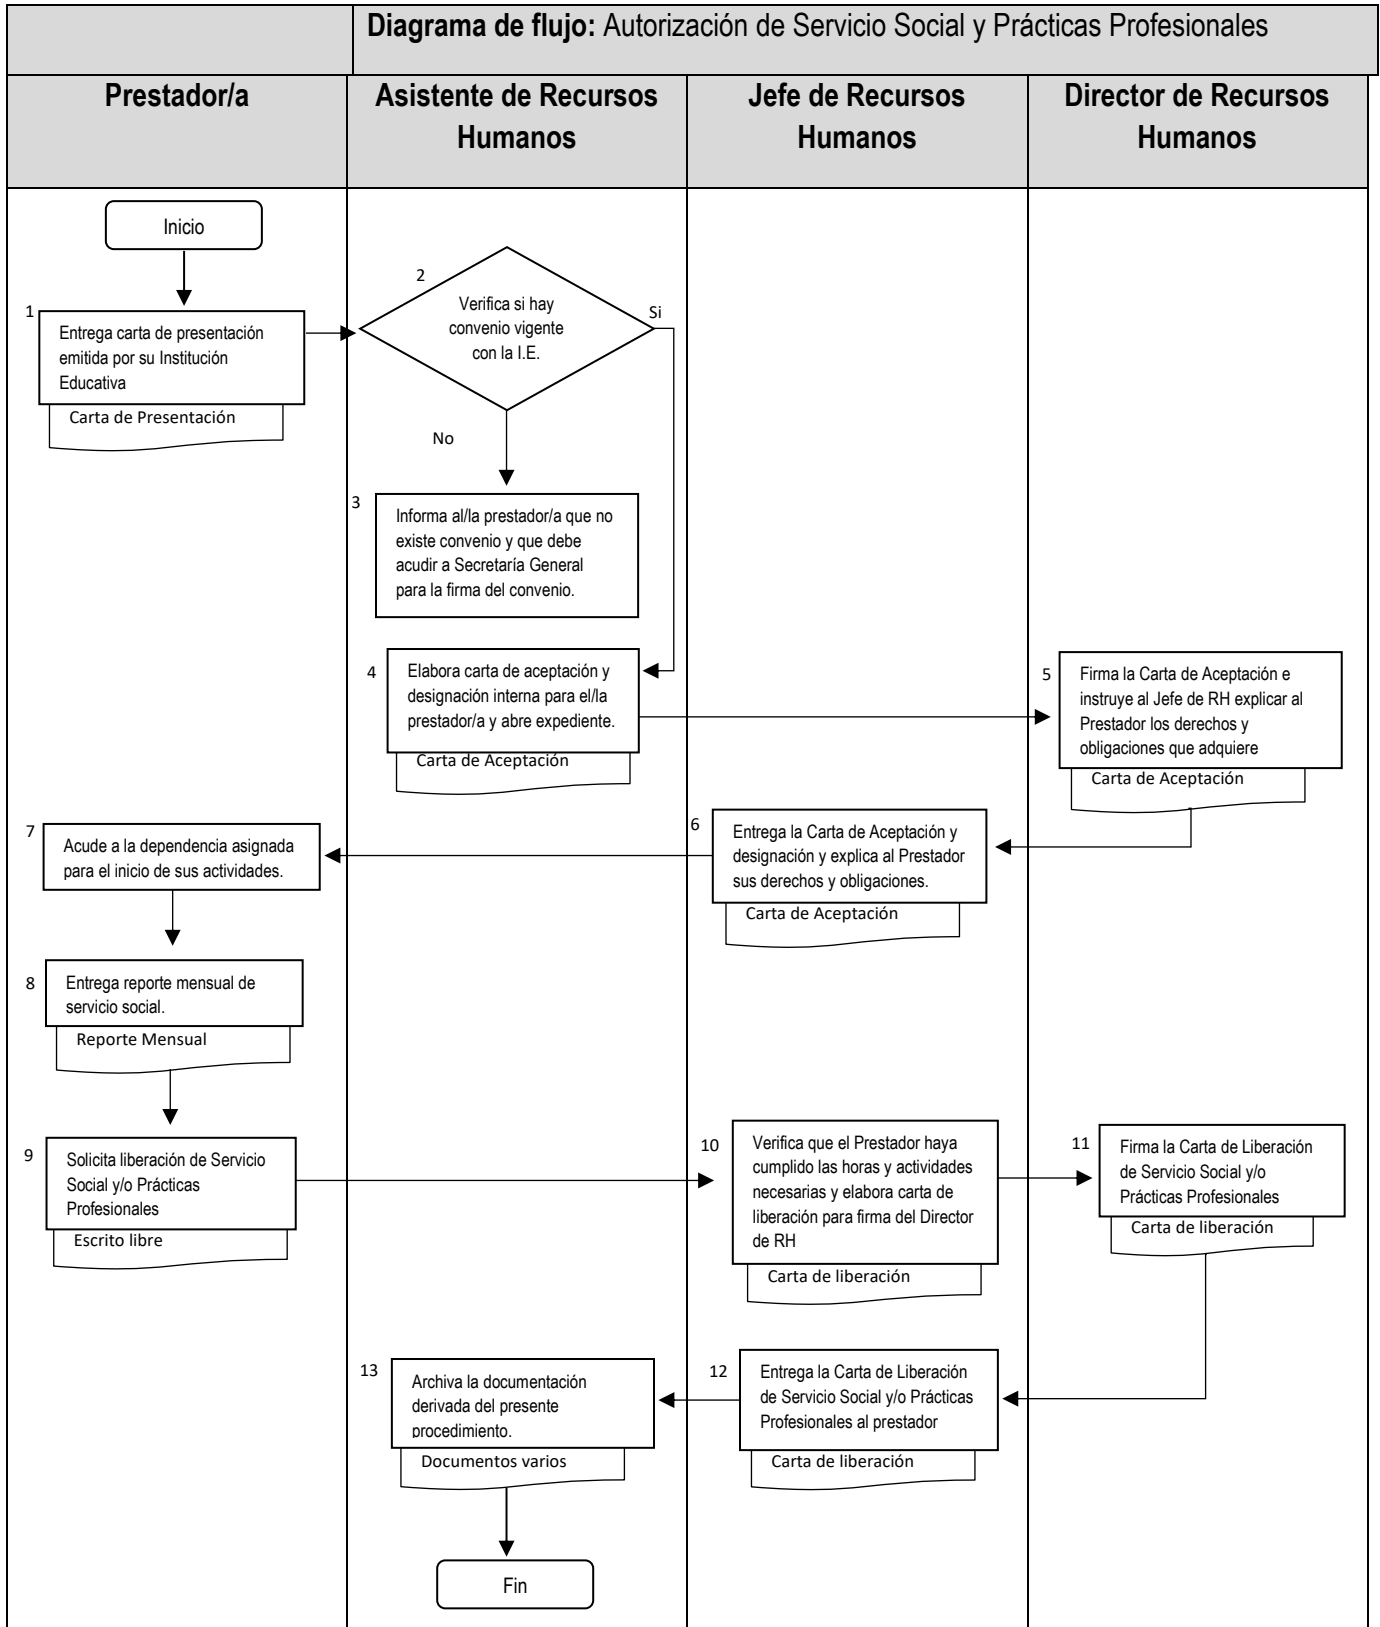 Diagrama de flujo: Autorización de Servicio Social y Prácticas Profesionales
Prestador/a
Asistente de Recursos
Humanos
Jefe de Recursos
Humanos
Director de Recursos
Humanos
Inicio
1
Entrega carta de presentación
emitida por su Institución
Educativa
Carta de Presentación
2
Verifica si hay
convenio vigente
con la I.E.
Si
No
3
Informa al/la prestador/a que no
existe convenio y que debe
acudir a Secretaría General
para la firma del convenio.
4
Elabora carta de aceptación y
designación interna para el/la
prestador/a y abre expediente.
Carta de Aceptación
5
Firma la Carta de Aceptación e
instruye al Jefe de RH explicar al
Prestador los derechos y
obligaciones que adquiere
Carta de Aceptación
6
Entrega la Carta de Aceptación y
designación y explica al Prestador
sus derechos y obligaciones.
Carta de Aceptación
7
Acude a la dependencia asignada
para el inicio de sus actividades.
8
Entrega reporte mensual de
servicio social.
Reporte Mensual
9
Solicita liberación de Servicio
Social y/o Prácticas
Profesionales
Escrito libre
10
Verifica que el Prestador haya
cumplido las horas y actividades
necesarias y elabora carta de
liberación para firma del Director
de RH
Carta de liberación
11
Firma la Carta de Liberación
de Servicio Social y/o
Prácticas Profesionales
Carta de liberación
12
Entrega la Carta de Liberación
de Servicio Social y/o Prácticas
Profesionales al prestador
Carta de liberación
13
Archiva la documentación
derivada del presente
procedimiento.
Documentos varios
Fin